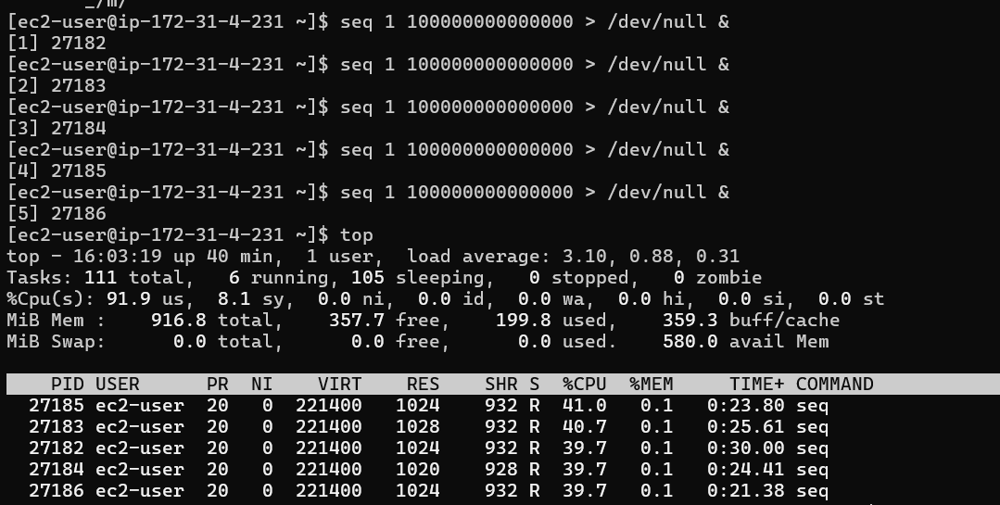 _/m/
[ec2-user@ip-172-31-4-231 ~]$ seq 1 100000000000000 > /dev/null &
[1] 27182
[ec2-user@ip-172-31-4-231 ~]$ seq 1 100000000000000 > /dev/null &
[2] 27183
[ec2-user@ip-172-31-4-231 ~]$ seq 1 100000000000000 > /dev/null &
[3] 27184
[ec2-user@ip-172-31-4-231 ~]$ seq 1 100000000000000 > /dev/null &
[4] 27185
[ec2-user@ip-172-31-4-231 ~]$ seq 1 100000000000000 > /dev/null &
[5] 27186
[ec2-user@ip-172-31-4-231 ~]$ top
top - 16:03:19 up 40 min,  1 user,  load average: 3.10, 0.88, 0.31
Tasks: 111 total,   6 running, 105 sleeping,   0 stopped,   0 zombie
%Cpu(s): 91.9 us,  8.1 sy,  0.0 ni,  0.0 id,  0.0 wa,  0.0 hi,  0.0 si,  0.0 st
MiB Mem :    916.8 total,    357.7 free,    199.8 used,    359.3 buff/cache
MiB Swap:      0.0 total,      0.0 free,      0.0 used.    580.0 avail Mem
PID USER      PR  NI    VIRT    RES    SHR S  %CPU  %MEM     TIME+ COMMAND
27185 ec2-user  20   0  221400   1024    932 R  41.0   0.1   0:23.80 seq
27183 ec2-user  20   0  221400   1028    932 R  40.7   0.1   0:25.61 seq
27182 ec2-user  20   0  221400   1024    932 R  39.7   0.1   0:30.00 seq
27184 ec2-user  20   0  221400   1020    928 R  39.7   0.1   0:24.41 seq
27186 ec2-user  20   0  221400   1024    932 R  39.7   0.1   0:21.38 seq